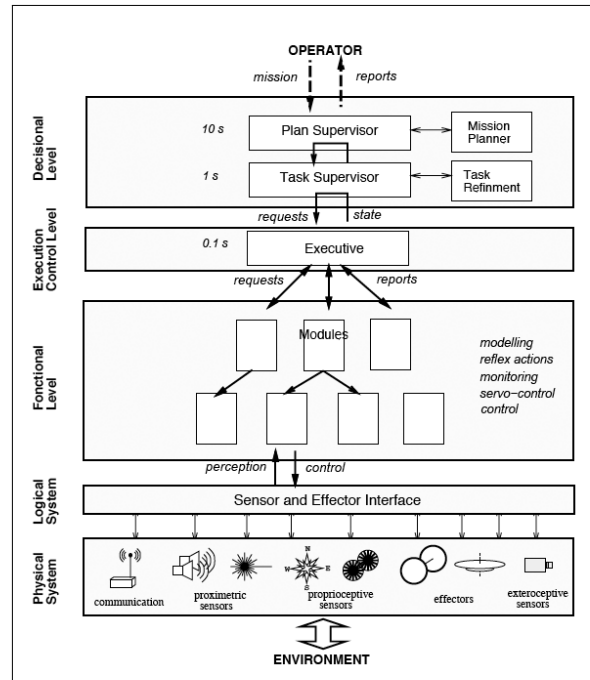 OPERATOR
mission
reports
Decisional
Level
10 s
Plan Supervisor
Mission
Planner
1 s
Task Supervisor
Task
Refinment
requests
state
Execution
Control Level
0.1 s
Executive
requests
reports
Fonctional
Level
Modules
modelling
reflex actions
monitoring
servo-control
control
perception
control
Logical
System
Sensor and Effector Interface
Physical
System
N
W
E
S
communication
proximetric
sensors
proprioceptive
sensors
effectors
exteroceptive
sensors
ENVIRONMENT